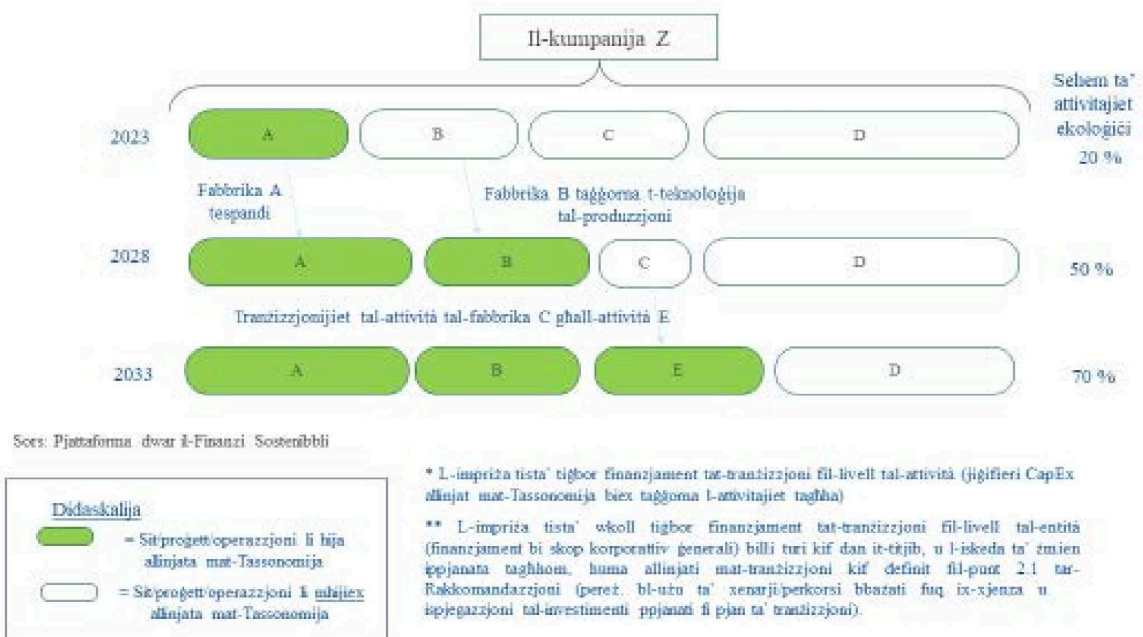 Il-kumpanija Z
Sehem ta'
attivitajiet
ekoloġiċi
2023
A
B
C
D
20 %
Fabbrika A
tespandi
Fabbrika B taġġorna t-teknoloġija
tal-produzzjoni
2028
A
B
C
D
50 %
Tranżizzjonijiet tal-attività tal-fabbrika C għall-attività E
2033
A
B
E
D
70 %
Sors: Pjattaforma dwar il-Finanzi Sostenibbli
Didaskalija
= Sit/proġett/operazzjoni li hija
allinjata mat-Tassonomija
= Sit/proġett/operazzjoni li mhijiex
allinjata mat-Tassonomija
* L-impriża tista' tiġbor finanzjament tat-tranżizzjoni fil-livell tal-attività (jiġifieri CapEx
allinjat mat-Tassonomija biex taġġorna l-attivitajiet tagħha)
** L-impriża tista' wkoll tiġbor finanzjament tat-tranżizzjoni fil-livell tal-entità
(finanzjament bi skop korporattiv ġenerali) billi turi kif dan it-titjib, u l-iskeda ta' żmien
ippjanata tagħhom, huma allinjati mat-tranżizzjoni kif definit fil-punt 2.1 tar-
Rakkomandazzjoni (pereż. bl-użu ta' xenarji/perkorsi bbażati fuq ix-xjenza u
ispjegazzjoni tal-investimenti ppjanati fi pjan ta' tranżizzjoni).